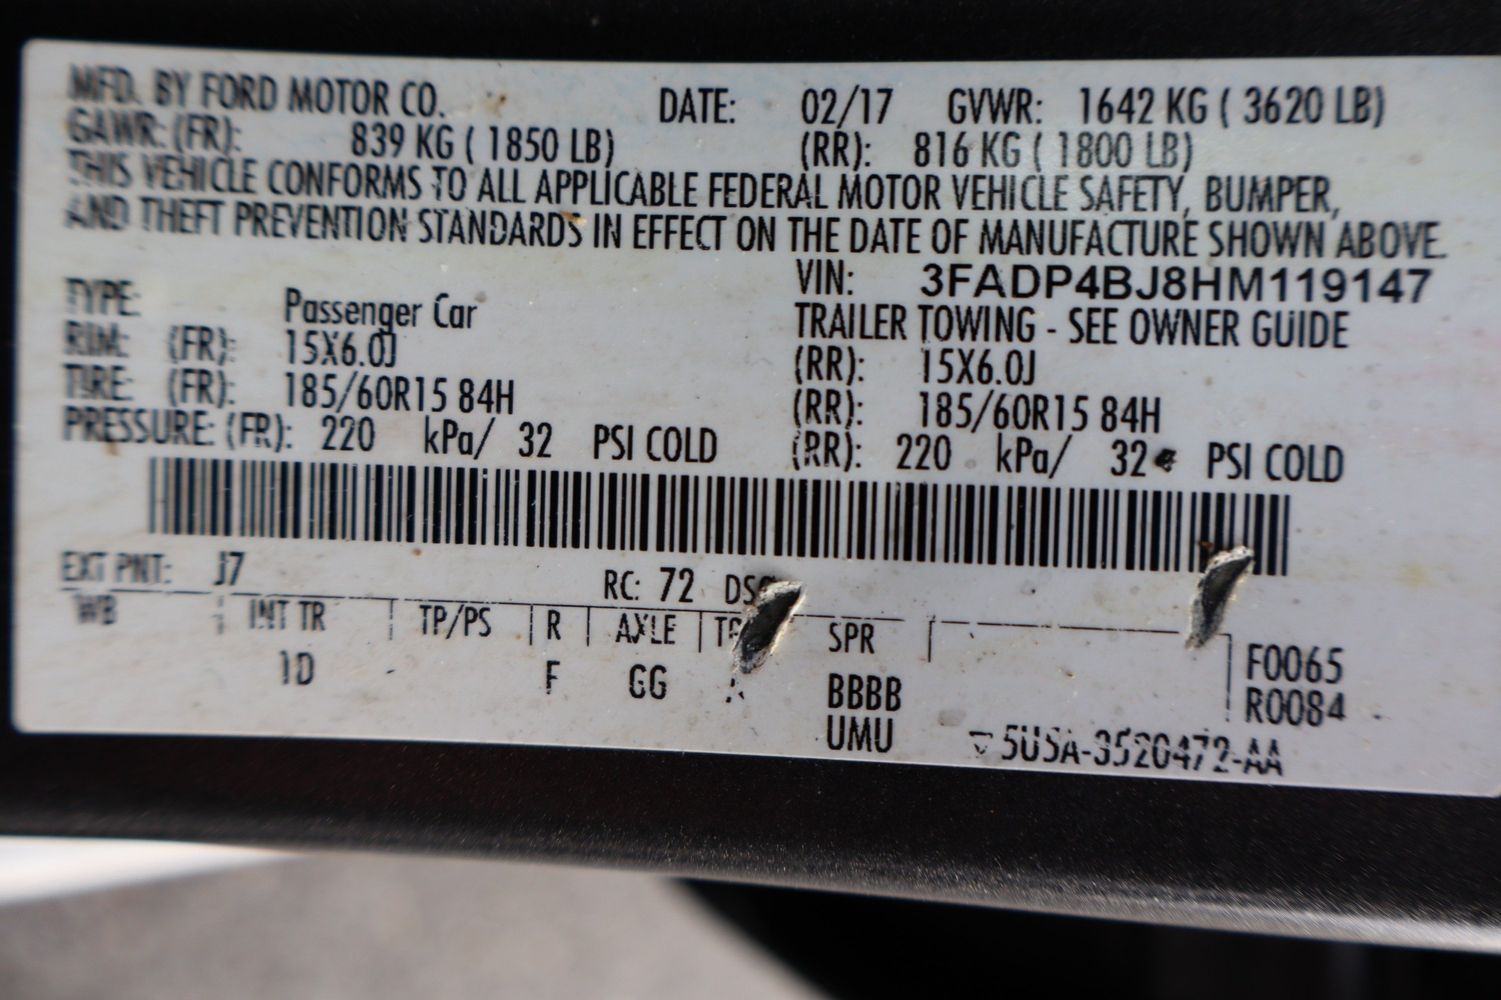 MFD. BY FORD MOTOR CO. DATE: 02/17 GVWR: 1642 KG ( 3620 LB)
GAWR: (FR): 839 KG ( 1850 LB) (RR): 816 KG ( 1800 LB)
THIS VEHICLE CONFORMS TO ALL APPLICABLE FEDERAL MOTOR VEHICLE SAFETY, BUMPER,
AND THEFT PREVENTION STANDARDS IN EFFECT ON THE DATE OF MANUFACTURE SHOWN ABOVE.
VIN: 3FADP4BJ8HM119147
TYPE: Passenger Car TRAILER TOWING - SEE OWNER GUIDE
RIM: (FR): 15X6.0J (RR): 15X6.0J
TIRE: (FR): 185/60R15 84H (RR): 185/60R15 84H
PRESSURE: (FR): 220 kPa/ 32 PSI COLD (RR): 220 kPa/ 32 PSI COLD
EXT PNT: J7 RC: 72
WB INT TR TP/PS R AXLE SPR
1D F GG BBBB F0065
UMU R0084
5U5A-3520472-AA